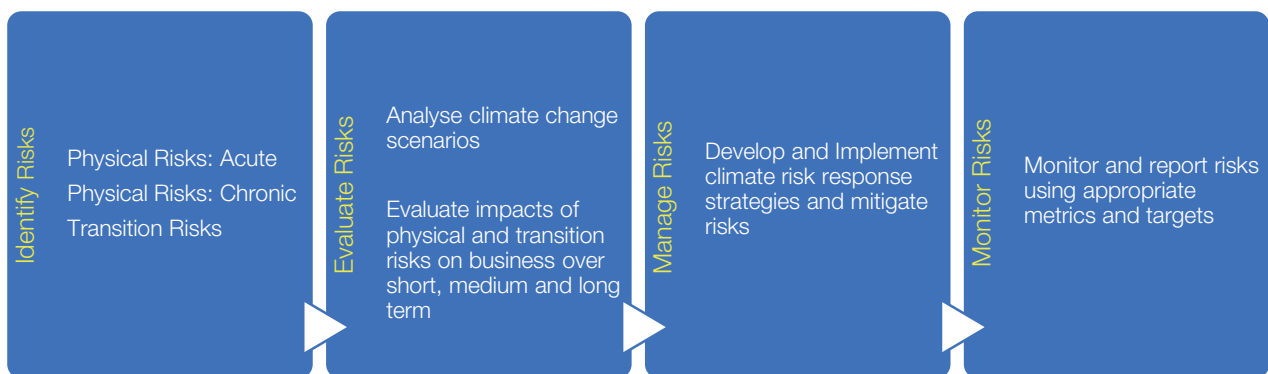 Identify Risks
Physical Risks: Acute
Physical Risks: Chronic
Transition Risks
Evaluate Risks
Analyse climate change
scenarios
Evaluate impacts of
physical and transition
risks on business over
short, medium and long
term
Manage Risks
Develop and Implement
climate risk response
strategies and mitigate
risks
Monitor Risks
Monitor and report risks
using appropriate
metrics and targets